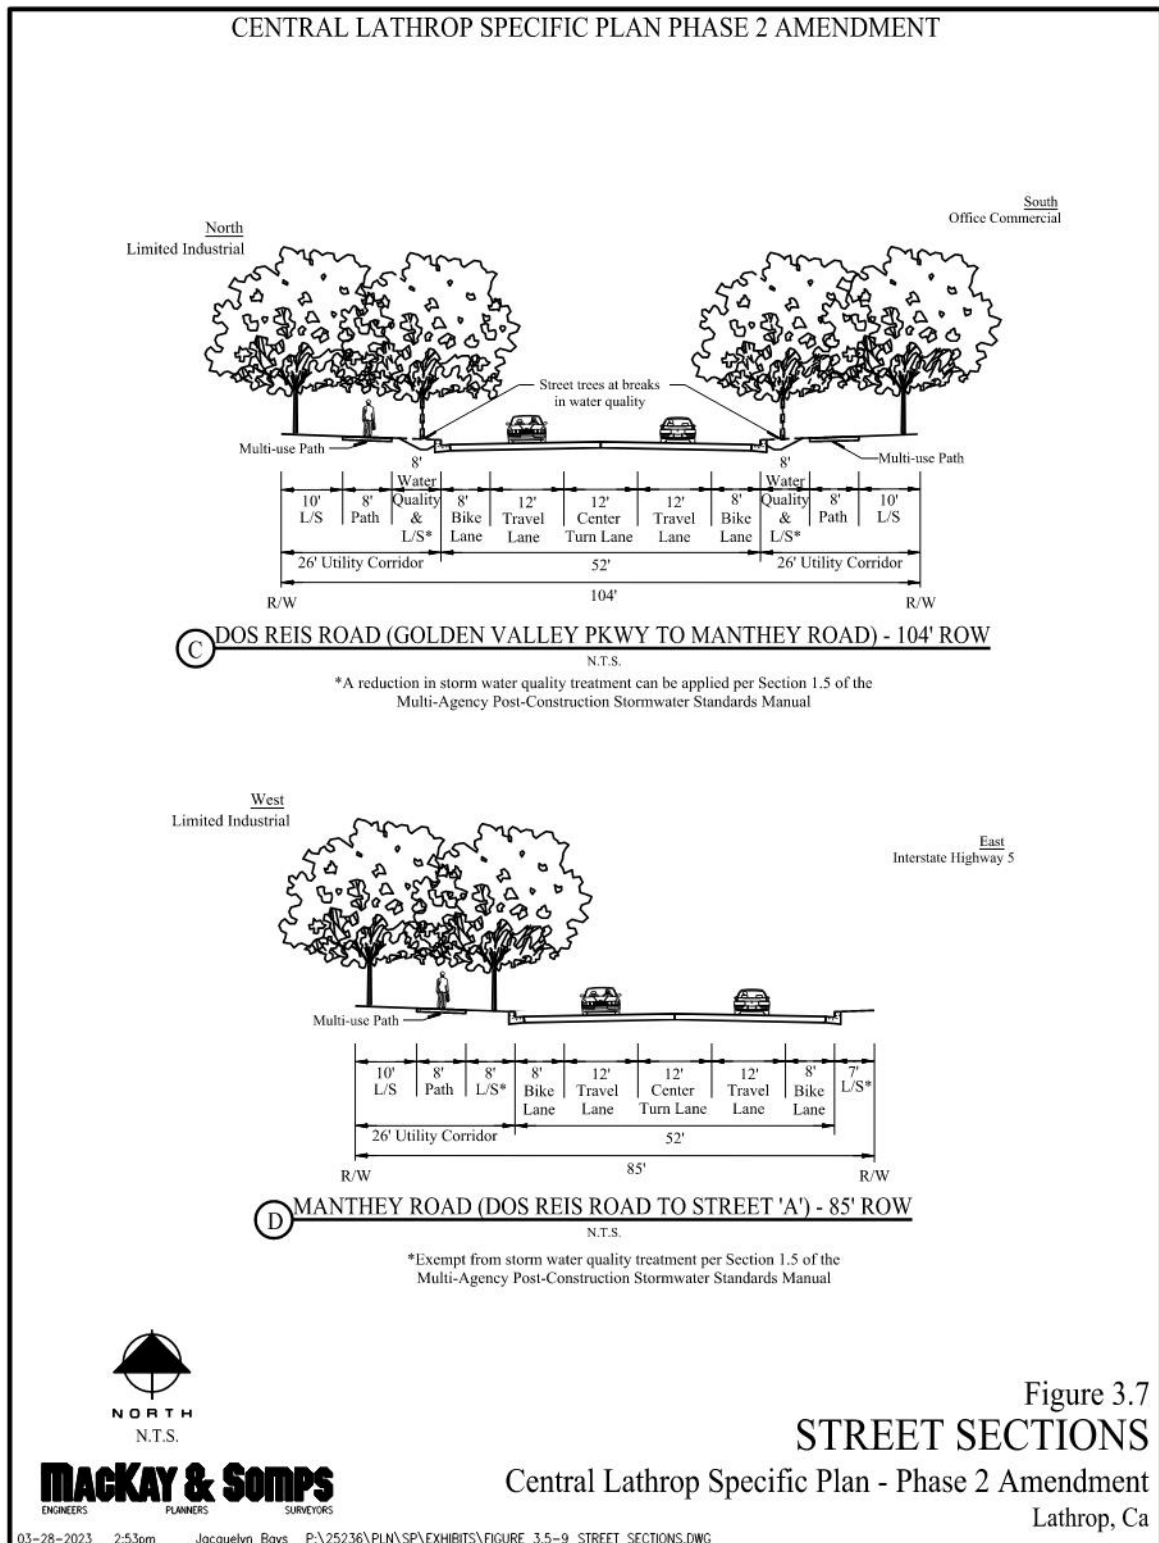 CENTRAL LATHROP SPECIFIC PLAN PHASE 2 AMENDMENT
North
Limited Industrial
South
Office Commercial
Street trees at breaks
in water quality
Multi-use Path
Multi-use Path
10'
L/S
8'
Path
8'
Water
Quality
&
L/S*
8'
Bike
Lane
12'
Travel
Lane
12'
Center
Turn Lane
12'
Travel
Lane
8'
Bike
Lane
8'
Water
Quality
&
L/S*
8'
Path
10'
L/S
26' Utility Corridor
52'
26' Utility Corridor
104'
R/W
R/W
C
DOS REIS ROAD (GOLDEN VALLEY PKWY TO MANTHEY ROAD) - 104' ROW
N.T.S.
*A reduction in storm water quality treatment can be applied per Section 1.5 of the
Multi-Agency Post-Construction Stormwater Standards Manual
West
Limited Industrial
East
Interstate Highway 5
Multi-use Path
10'
L/S
8'
Path
8'
L/S*
8'
Bike
Lane
12'
Travel
Lane
12'
Center
Turn Lane
12'
Travel
Lane
8'
Bike
Lane
7'
L/S*
26' Utility Corridor
52'
85'
R/W
R/W
D
MANTHEY ROAD (DOS REIS ROAD TO STREET 'A') - 85' ROW
N.T.S.
*Exempt from storm water quality treatment per Section 1.5 of the
Multi-Agency Post-Construction Stormwater Standards Manual
NORTH
N.T.S.
MACKAY & SOMPS
ENGINEERS PLANNERS SURVEYORS
Figure 3.7
STREET SECTIONS
Central Lathrop Specific Plan - Phase 2 Amendment
Lathrop, Ca
03-28-2023 2:53pm Jacquelyn Bays P:\25236\PLN\SP\EXHIBITS\FIGURE 3.5-9 STREET SECTIONS.DWG